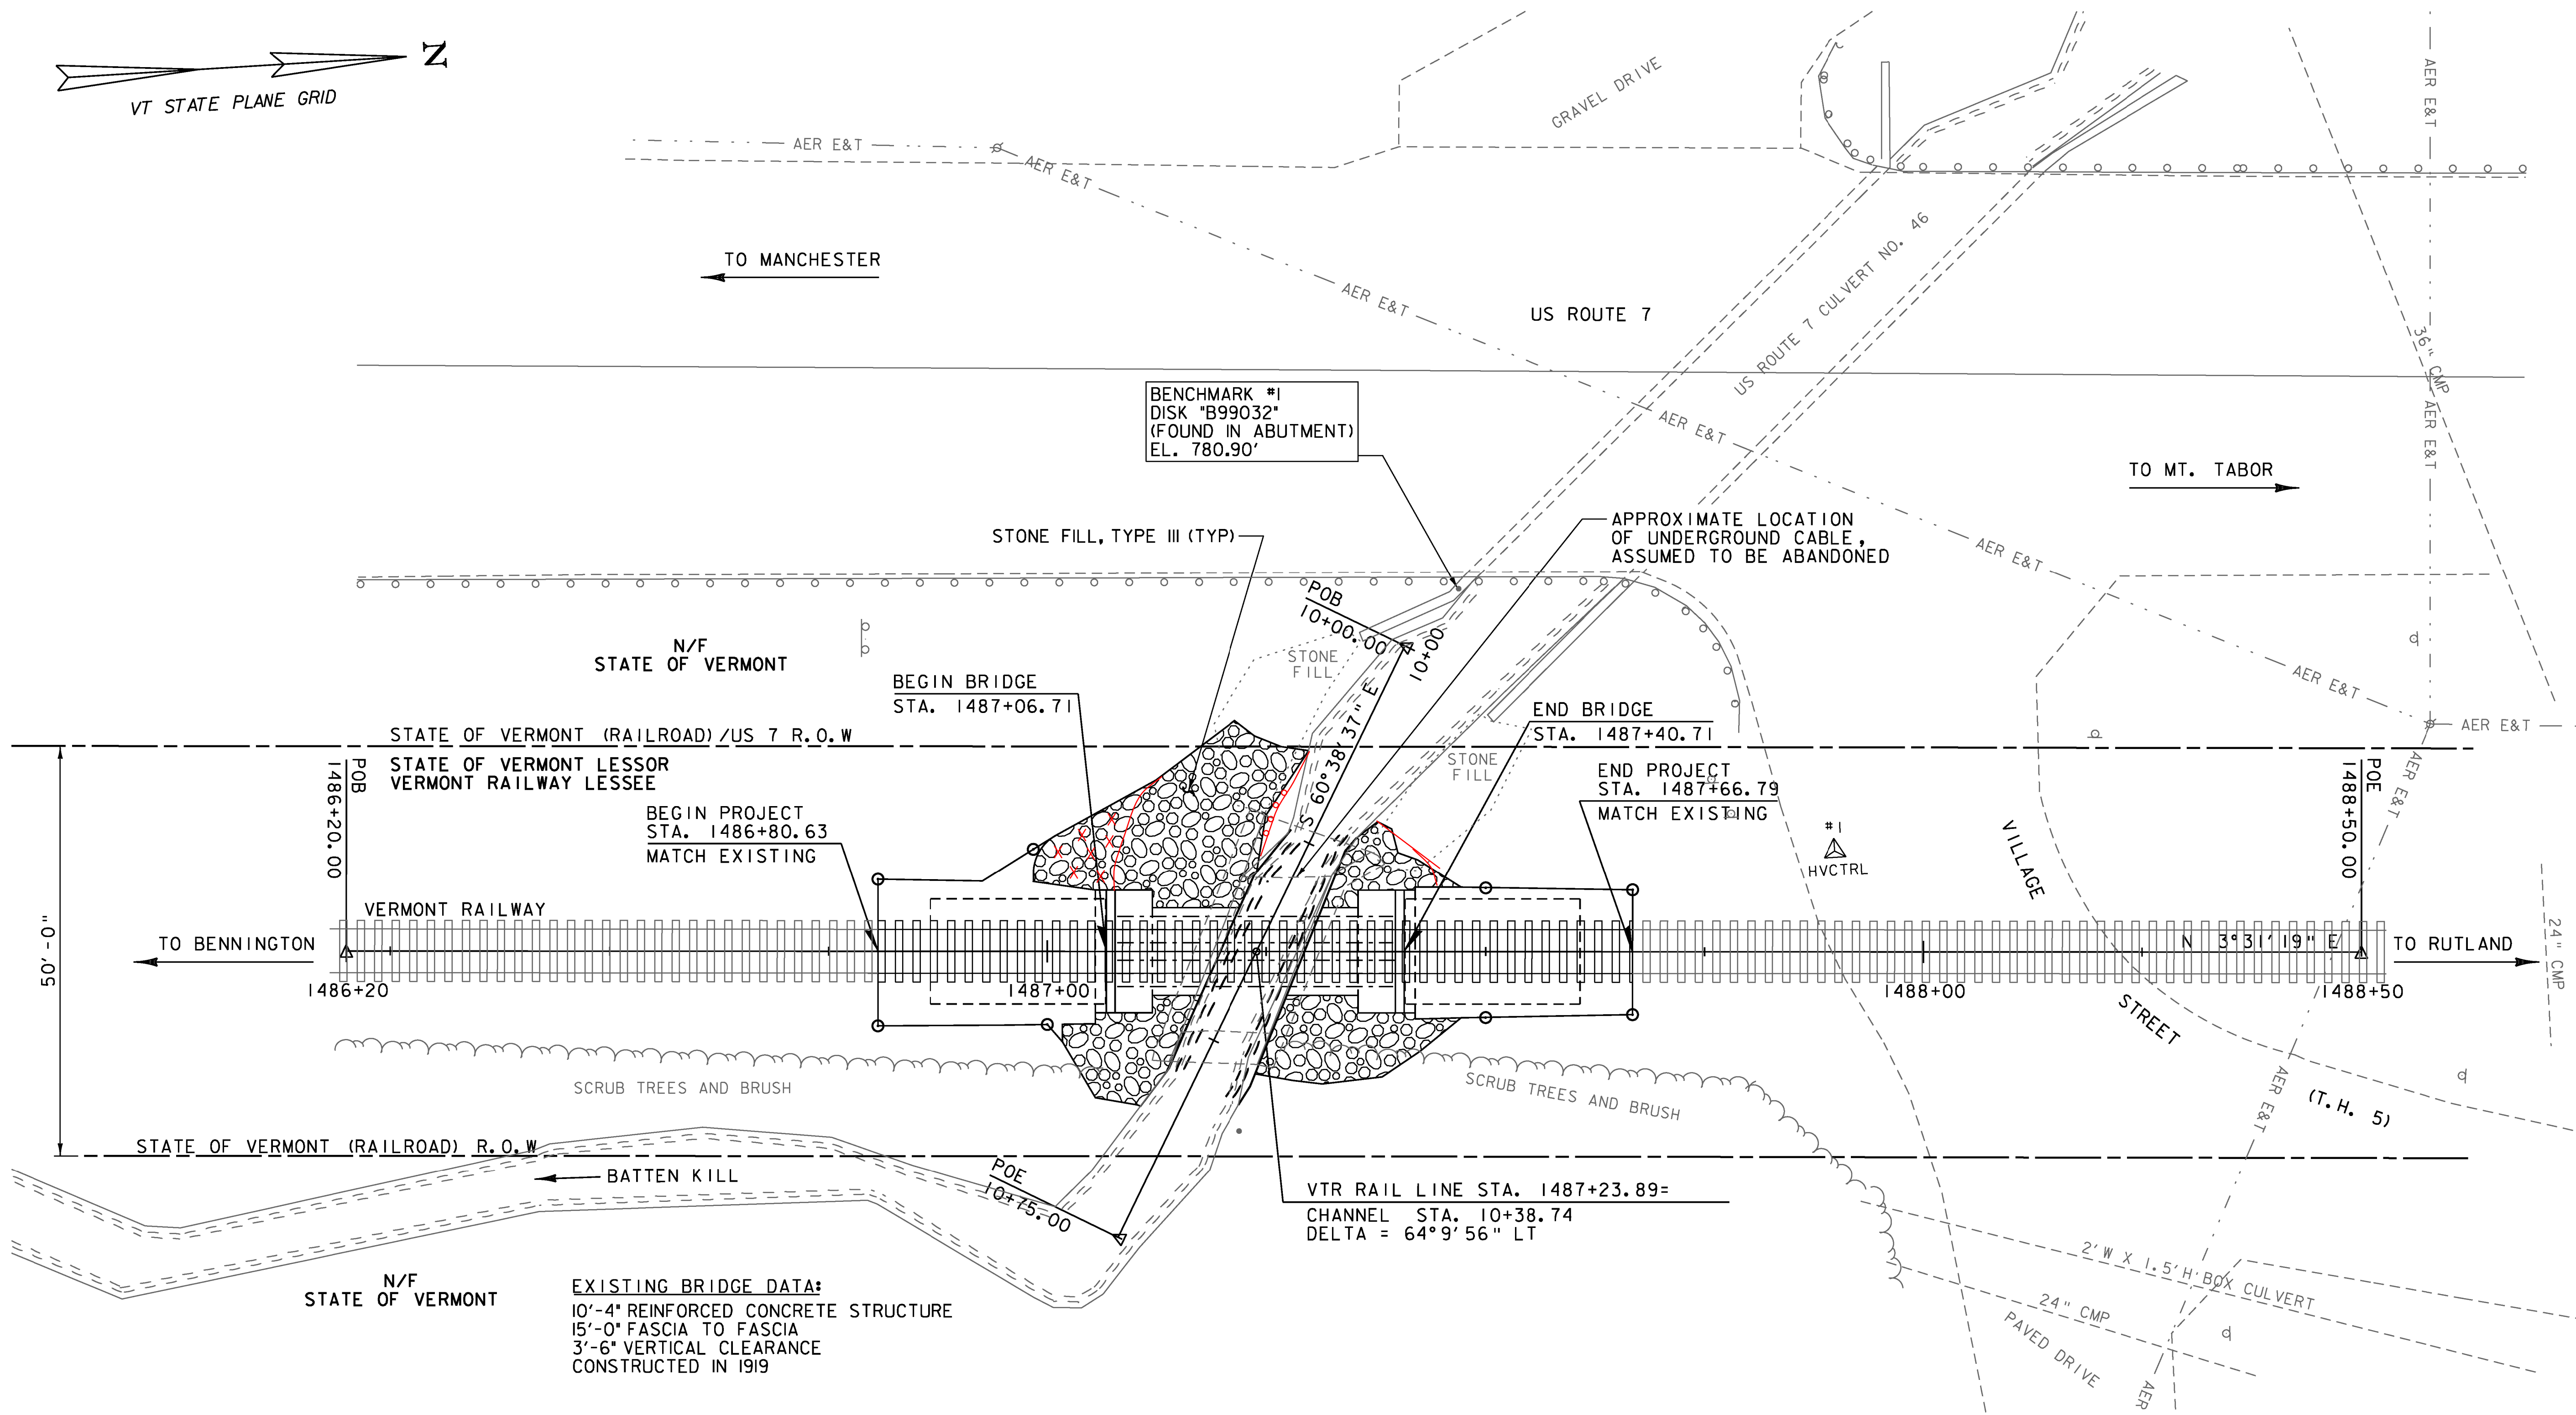 N
VT STATE PLANE GRID
AER E&T
AER E&T
GRAVEL DRIVE
AER E&T
TO MANCHESTER
AER E&T
US ROUTE 7
US ROUTE 7 CULVERT NO. 46
36" CMP
AER E&T
AER E&T
BENCHMARK #1
DISK "B99032"
(FOUND IN ABUTMENT)
EL. 780.90'
TO MT. TABOR
STONE FILL, TYPE III (TYP)
APPROXIMATE LOCATION
OF UNDERGROUND CABLE,
ASSUMED TO BE ABANDONED
AER E&T
POB
10+00.00
10+00
N/F
STATE OF VERMONT
STONE
FILL
BEGIN BRIDGE
STA. 1487+06.71
S 60°38'37" E
END BRIDGE
STA. 1487+40.71
AER E&T
AER E&T
STATE OF VERMONT (RAILROAD)/US 7 R.O.W
STATE OF VERMONT LESSOR
VERMONT RAILWAY LESSEE
POB
1486+20.00
STONE
FILL
END PROJECT
STA. 1487+66.79
MATCH EXISTING
BEGIN PROJECT
STA. 1486+80.63
MATCH EXISTING
#1
HVCTRL
VILLAGE
STREET
(T.H. 5)
POE
1488+50.00
AER E&T
VERMONT RAILWAY
50'-0"
TO BENNINGTON
1486+20
1487+00
1488+00
N 3°31'19" E
1488+50
TO RUTLAND
24" CMP
SCRUB TREES AND BRUSH
SCRUB TREES AND BRUSH
AER E&T
STATE OF VERMONT (RAILROAD) R.O.W
BATTEN KILL
POE
10+75.00
VTR RAIL LINE STA. 1487+23.89=
CHANNEL STA. 10+38.74
DELTA = 64°9'56" LT
N/F
STATE OF VERMONT
EXISTING BRIDGE DATA:
10'-4" REINFORCED CONCRETE STRUCTURE
15'-0" FASCIA TO FASCIA
3'-6" VERTICAL CLEARANCE
CONSTRUCTED IN 1919
2'W X 1.5'H BOX CULVERT
24" CMP
PAVED DRIVE
AER